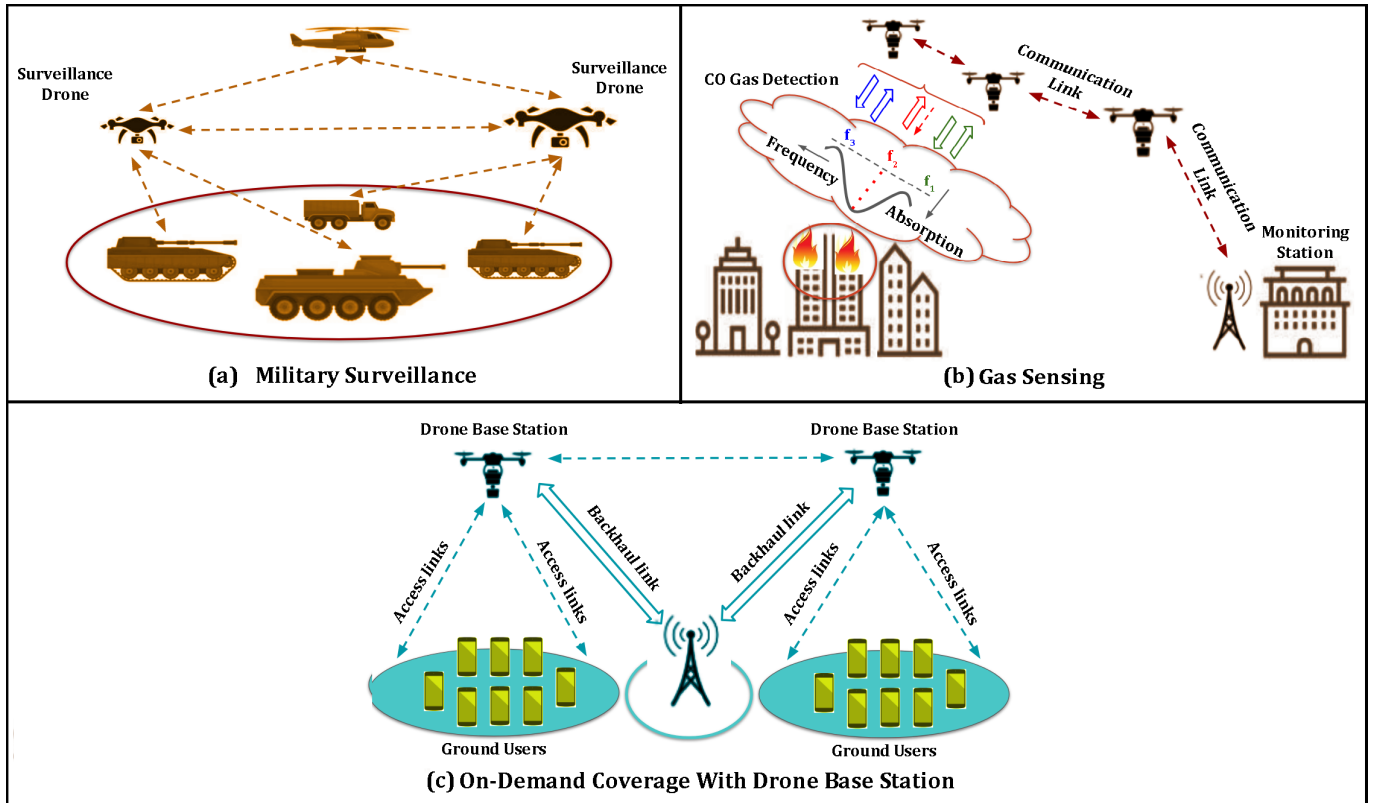 Surveillance
Drone
Surveillance
Drone
(a) Military Surveillance
CO Gas Detection
Communication
Link
f3
f2
f1
Frequency
Absorption
Communication
Link
Monitoring
Station
(b) Gas Sensing
Drone Base Station
Drone Base Station
Access links
Access links
Backhaul link
Backhaul link
Access links
Access links
Ground Users
Ground Users
(c) On-Demand Coverage With Drone Base Station